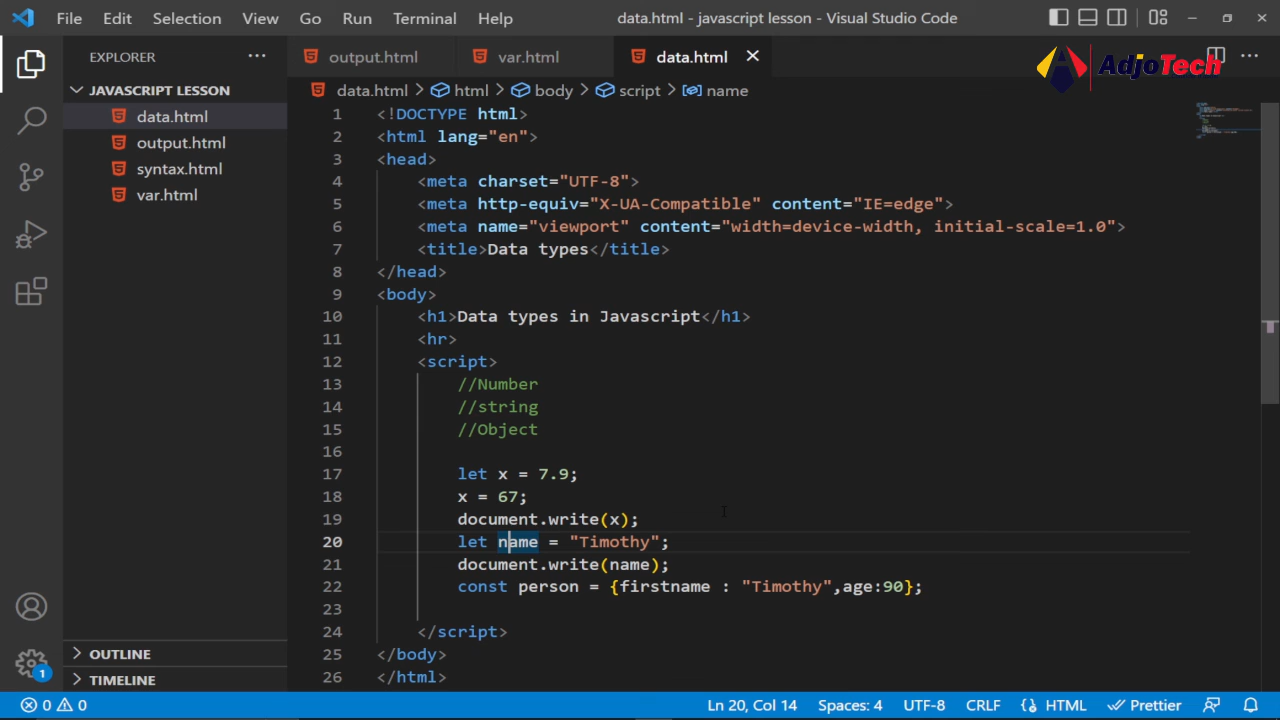 File Edit Selection View Go Run Terminal Help data.html - javascript lesson - Visual Studio Code
EXPLORER
output.html var.html data.html
AdjoTech
JAVASCRIPT LESSON
data.html
output.html
syntax.html
var.html
data.html > html > body > script > name
1 <!DOCTYPE html>
2 <html lang="en">
3 <head>
4 <meta charset="UTF-8">
5 <meta http-equiv="X-UA-Compatible" content="IE=edge">
6 <meta name="viewport" content="width=device-width, initial-scale=1.0">
7 <title>Data types</title>
8 </head>
9 <body>
10 <h1>Data types in Javascript</h1>
11 <hr>
12 <script>
13 //Number
14 //string
15 //Object
16
17 let x = 7.9;
18 x = 67;
19 document.write(x);
20 let name = "Timothy";
21 document.write(name);
22 const person = {firstname : "Timothy",age:90};
23
24 </script>
25 </body>
26 </html>
OUTLINE
TIMELINE
1
0 0 Ln 20, Col 14 Spaces: 4 UTF-8 CRLF HTML Prettier